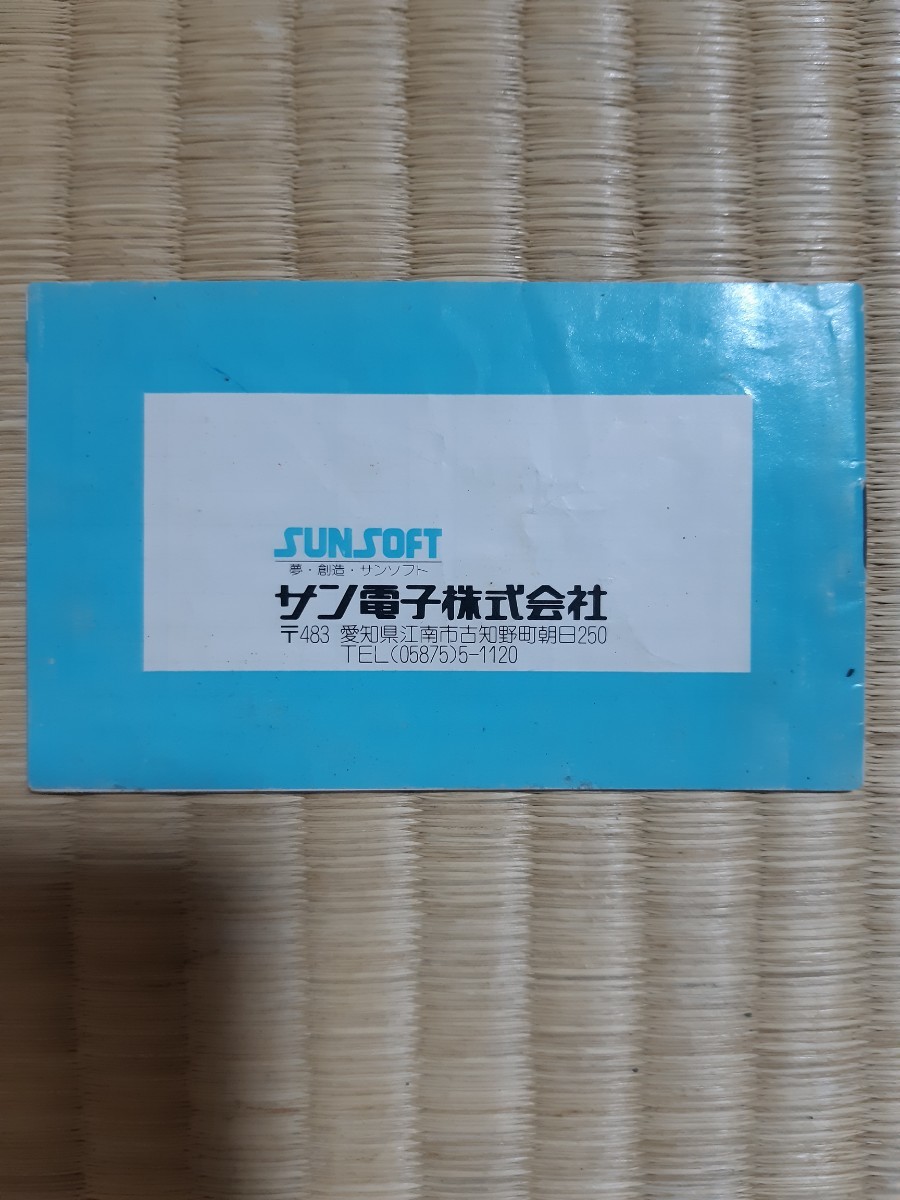 SUNSOFT
夢・創造・サンソフト
サン電子株式会社
〒483 愛知県江南市古知野町朝日250
TEL(05875)5-1120